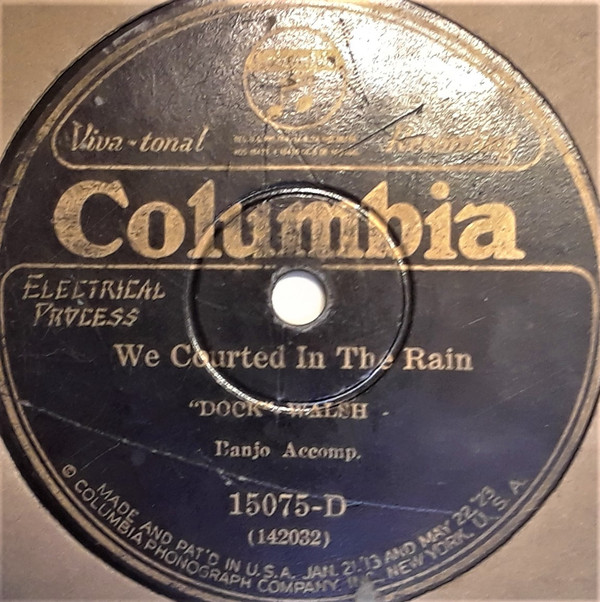 Viva-tonal Recording
Columbia
ELECTRICAL
PROCESS
We Courted In The Rain
"DOCK" WALSH
Banjo Accomp.
15075-D
(142032)
MADE AND PAT'D IN U.S.A. JAN. 21,'13 AND MAY 22,'23
© COLUMBIA PHONOGRAPH COMPANY, INC., NEW YORK, U.S.A.